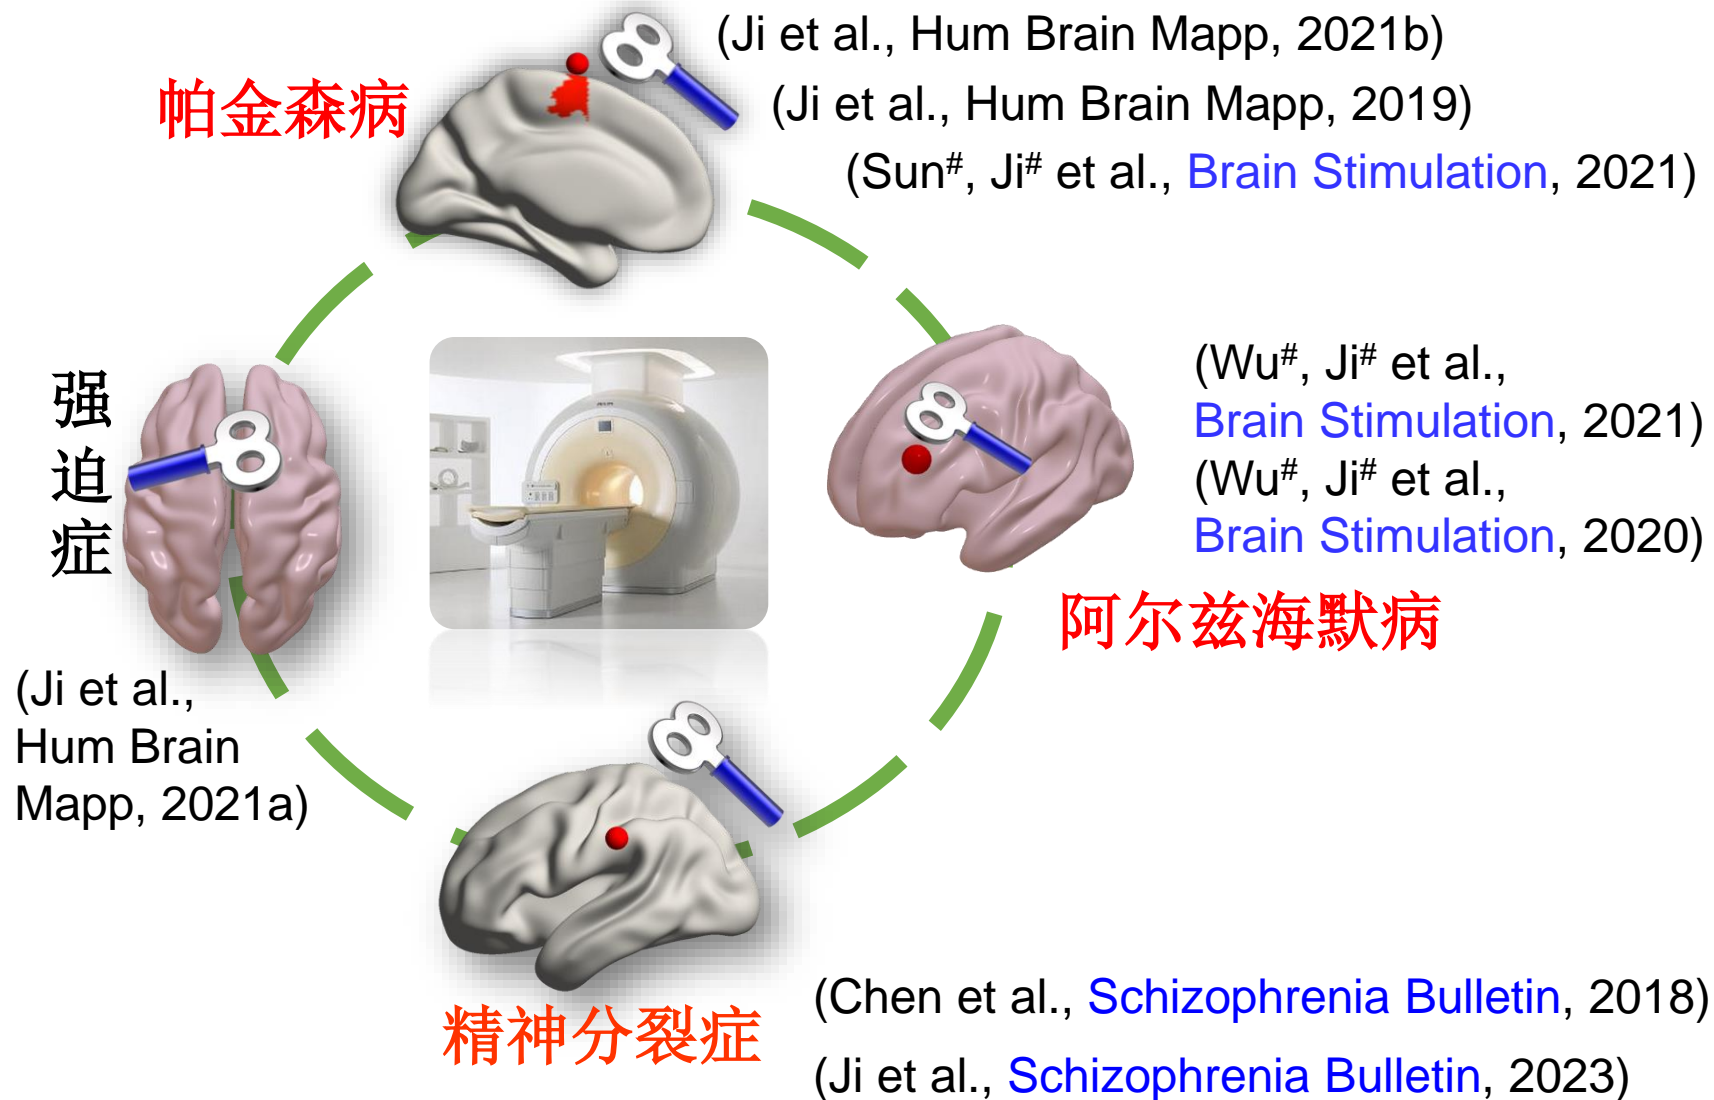 (Ji et al., Hum Brain Mapp, 2021b)
帕金森病
(Ji et al., Hum Brain Mapp, 2019)
(Sun#, Ji# et al., Brain Stimulation, 2021)
强
迫
症
(Wu#, Ji# et al.,
Brain Stimulation, 2021)
(Wu#, Ji# et al.,
Brain Stimulation, 2020)
阿尔兹海默病
(Ji et al.,
Hum Brain
Mapp, 2021a)
精神分裂症
(Chen et al., Schizophrenia Bulletin, 2018)
(Ji et al., Schizophrenia Bulletin, 2023)